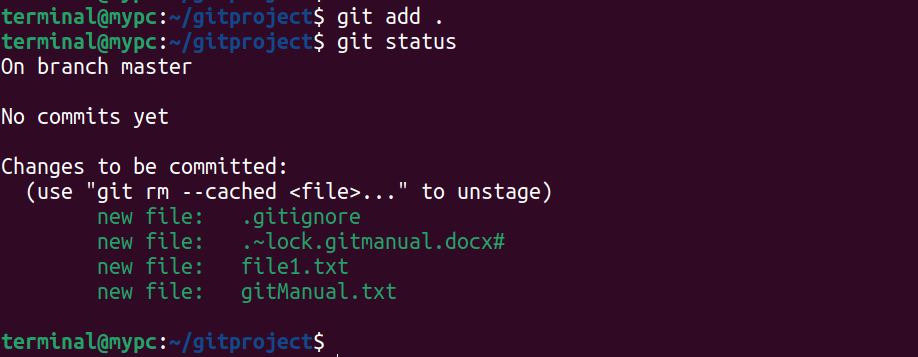 terminal@mypc:~/gitproject$ git add .
terminal@mypc:~/gitproject$ git status
On branch master
No commits yet
Changes to be committed:
(use "git rm --cached <file>..." to unstage)
new file: .gitignore
new file: .~lock.gitmanual.docx#
new file: file1.txt
new file: gitManual.txt
terminal@mypc:~/gitproject$